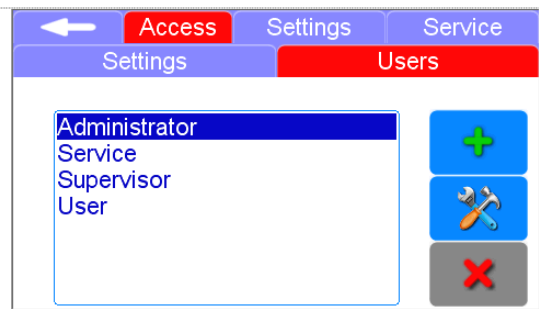 Access Settings Service
Settings Users
Administrator
Service
Supervisor
User